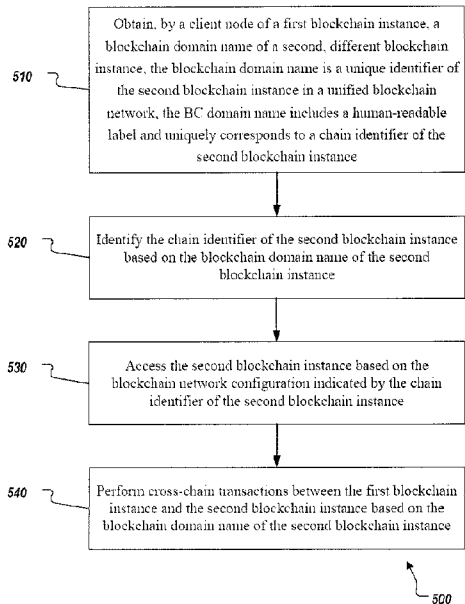 Obtain, by a client node of a first blockchain instance, a
blockchain domain name of a second, different blockchain
instance, the blockchain domain name is a unique identifier of
the second blockchain instance in a unified blockchain
network, the BC domain name includes a human-readable
label and uniquely corresponds to a chain identifier of the
second blockchain instance
510
520
Identify the chain identifier of the second blockchain instance
based on the blockchain domain name of the second
blockchain instance
530
Access the second blockchain instance based on the
blockchain network configuration indicated by the chain
identifier of the second blockchain instance
540
Perform cross-chain transactions between the first blockchain
instance and the second blockchain instance based on the
blockchain domain name of the second blockchain instance
500